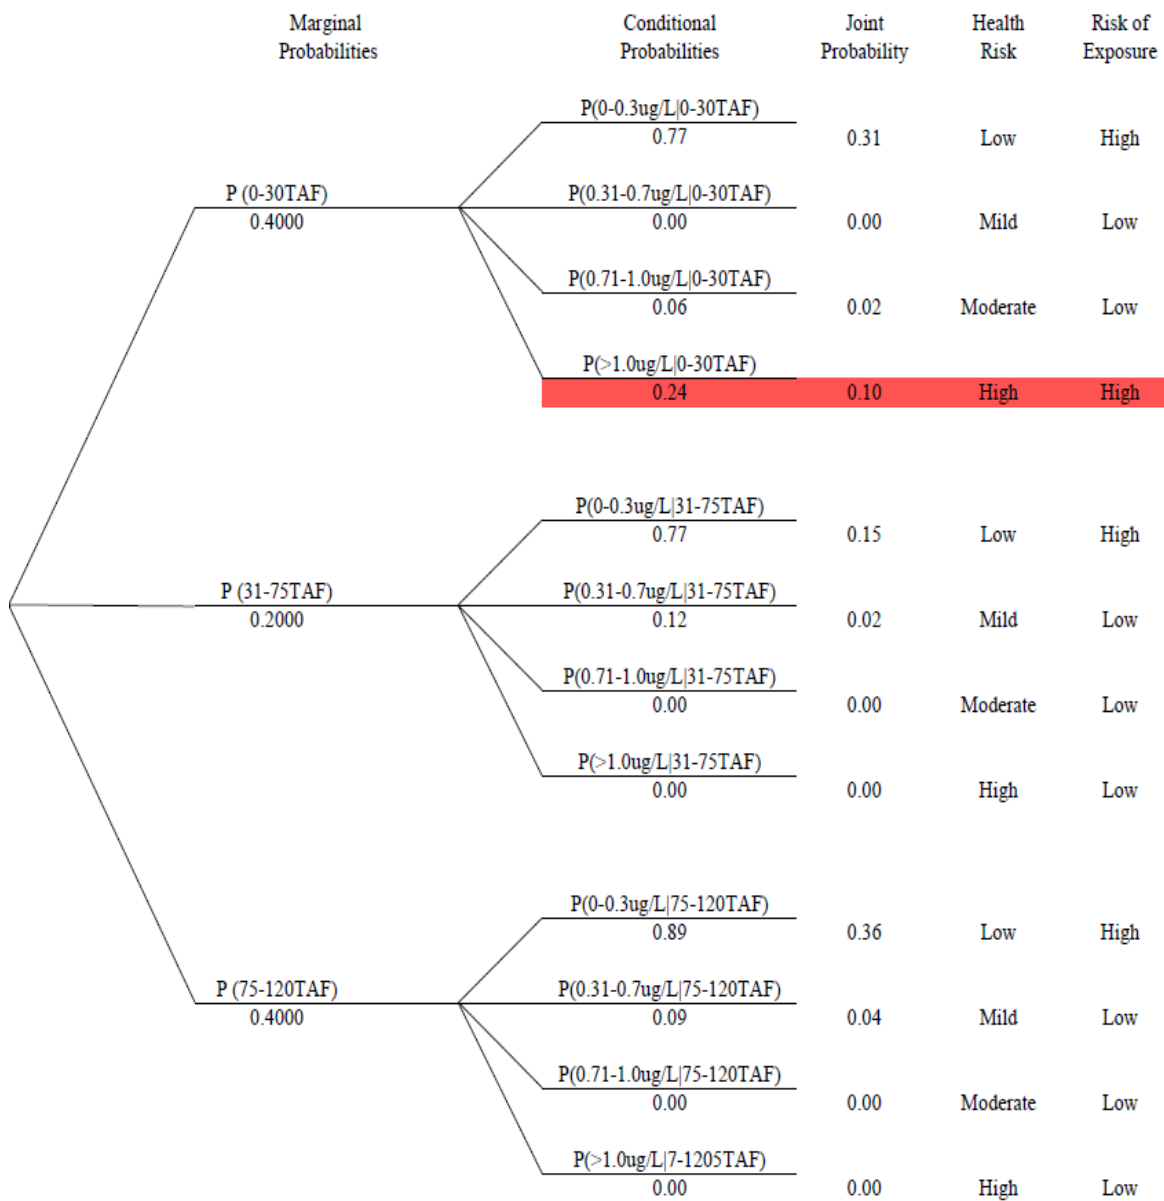 Marginal Conditional Joint Health Risk of
Probabilities Probabilities Probability Risk Exposure
P(0-0.3ug/L|0-30TAF)
0.77 0.31 Low High
P (0-30TAF) P(0.31-0.7ug/L|0-30TAF)
0.4000 0.00 0.00 Mild Low
P(0.71-1.0ug/L|0-30TAF)
0.06 0.02 Moderate Low
P(>1.0ug/L|0-30TAF)
0.24 0.10 High High
P(0-0.3ug/L|31-75TAF)
0.77 0.15 Low High
P (31-75TAF) P(0.31-0.7ug/L|31-75TAF)
0.2000 0.12 0.02 Mild Low
P(0.71-1.0ug/L|31-75TAF)
0.00 0.00 Moderate Low
P(>1.0ug/L|31-75TAF)
0.00 0.00 High Low
P(0-0.3ug/L|75-120TAF)
0.89 0.36 Low High
P (75-120TAF) P(0.31-0.7ug/L|75-120TAF)
0.4000 0.09 0.04 Mild Low
P(0.71-1.0ug/L|75-120TAF)
0.00 0.00 Moderate Low
P(>1.0ug/L|7-1205TAF)
0.00 0.00 High Low